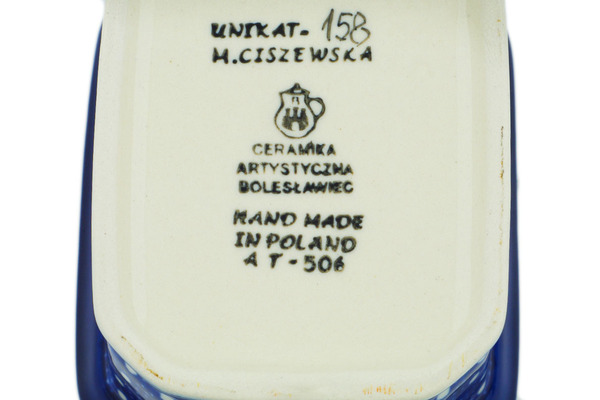 UNIKAT- 158
M.CISZEWSKA
CERAMIKA
ARTYSTYCZNA
BOLESŁAWIEC
HAND MADE
IN POLAND
A T - 506